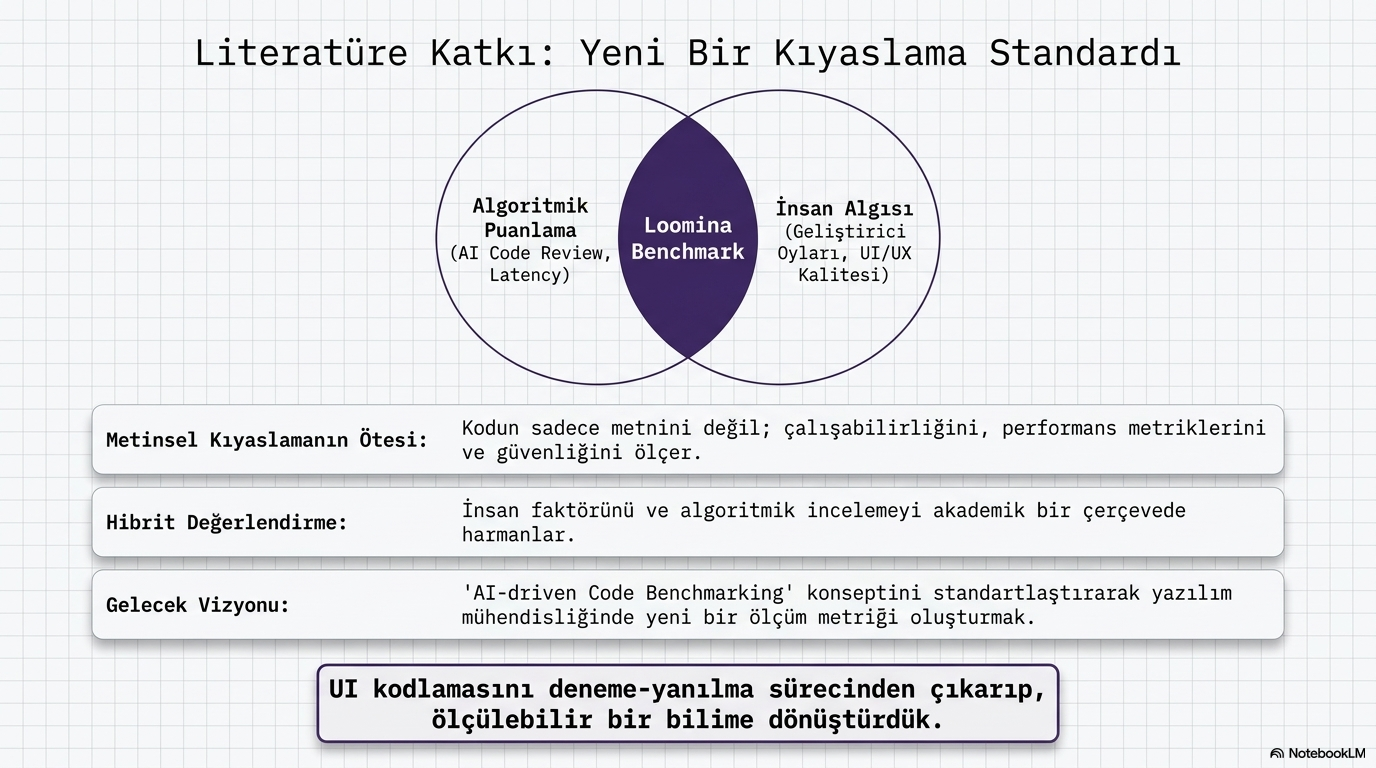 Literatüre Katkı: Yeni Bir Kıyaslama Standardı
Algoritmik
Puanlama
(AI Code Review,
Latency)
Loomina
Benchmark
İnsan Algısı
(Geliştirici
Oyları, UI/UX
Kalitesi)
Metinsel Kıyaslamanın Ötesi:
Kodun sadece metnini değil; çalışabilirliğini, performans metriklerini
ve güvenliğini ölçer.
Hibrit Değerlendirme:
İnsan faktörünü ve algoritmik incelemeyi akademik bir çerçevede
harmanlar.
Gelecek Vizyonu:
'AI-driven Code Benchmarking' konseptini standartlaştırarak yazılım
mühendisliğinde yeni bir ölçüm metriği oluşturmak.
UI kodlamasını deneme-yanılma sürecinden çıkarıp,
ölçülebilir bir bilime dönüştürdük.
NotebookLM